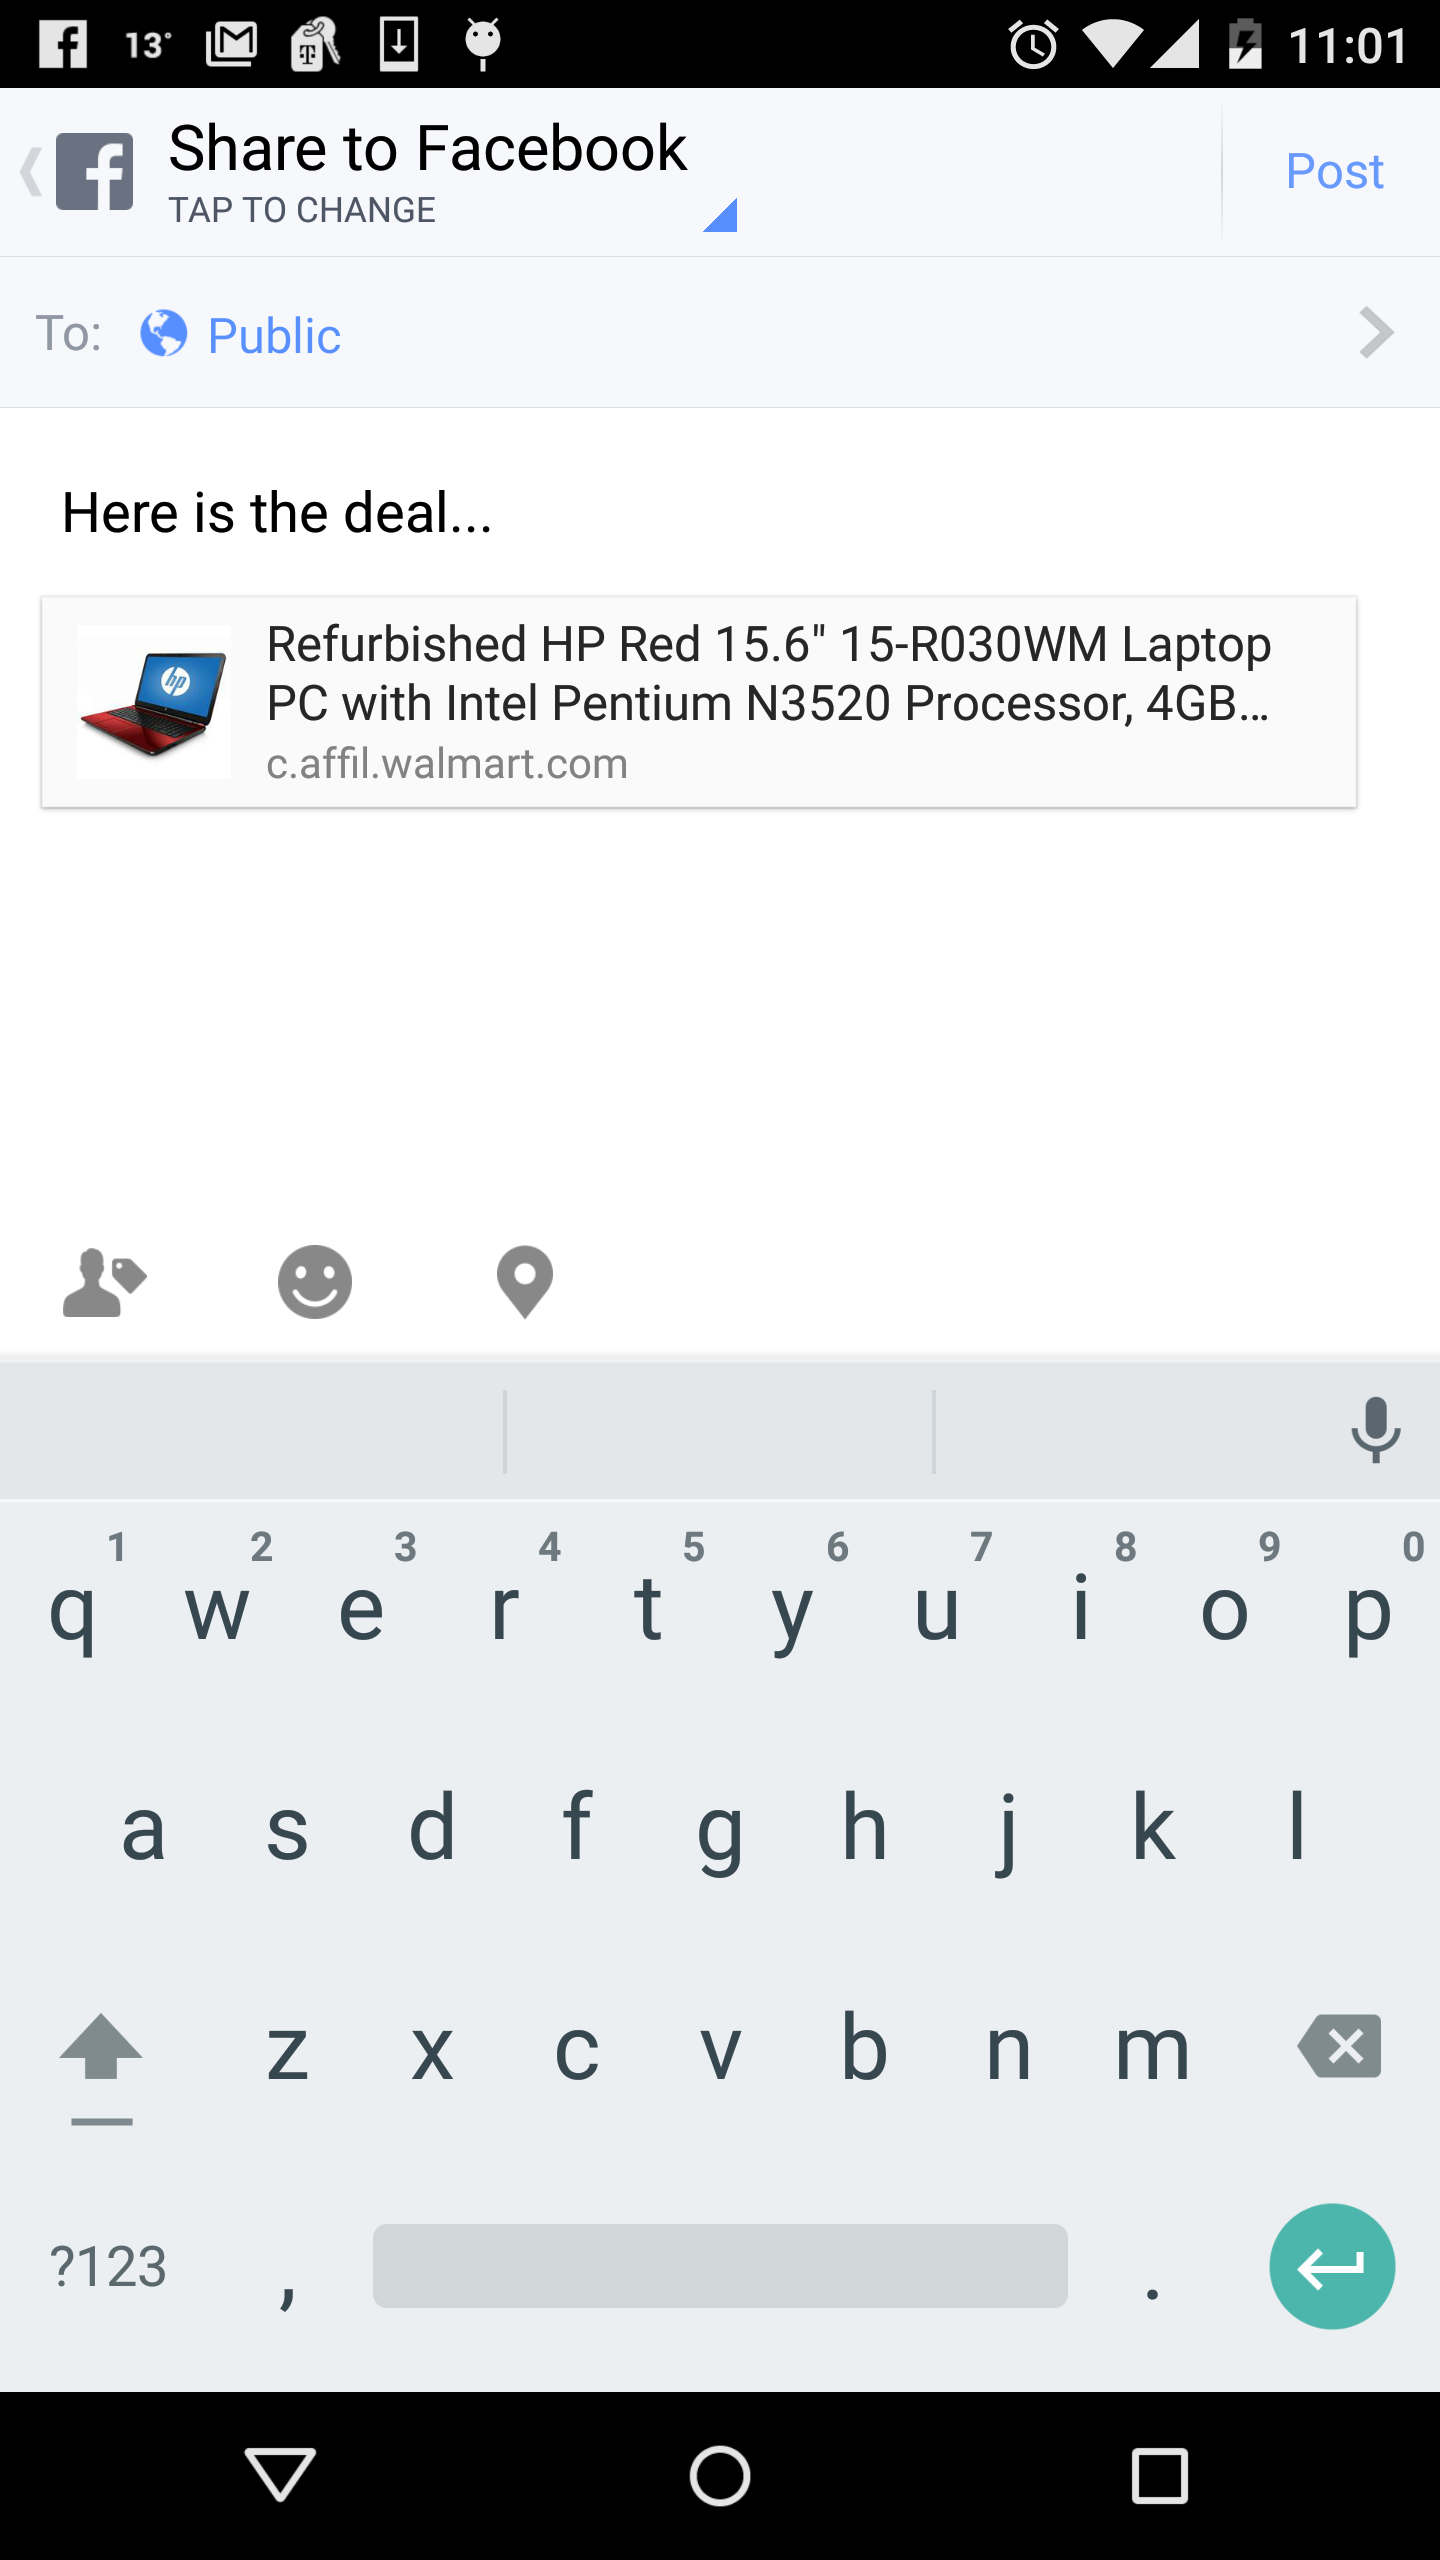 13° 11:01
Share to Facebook
TAP TO CHANGE
Post
To: Public
Here is the deal...
hp
Refurbished HP Red 15.6" 15-R030WM Laptop
PC with Intel Pentium N3520 Processor, 4GB...
c.affil.walmart.com
1 2 3 4 5 6 7 8 9 0
q w e r t y u i o p
a s d f g h j k l
z x c v b n m
?123 , .